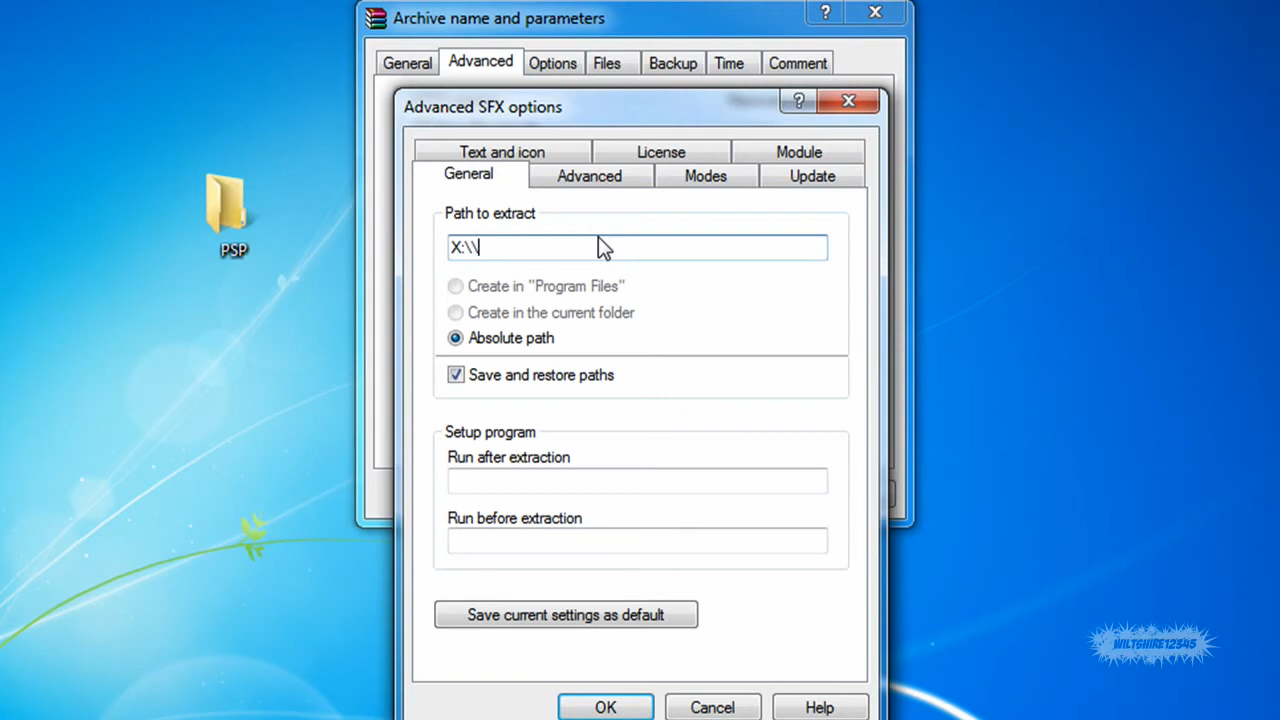 Archive name and parameters
?
General Advanced Options Files Backup Time Comment
Advanced SFX options
?
Text and icon License Module
General Advanced Modes Update
Path to extract
X:\\
Create in "Program Files"
Create in the current folder
Absolute path
Save and restore paths
Setup program
Run after extraction
Run before extraction
Save current settings as default
OK Cancel Help
PSP
WILTSHIRE12345